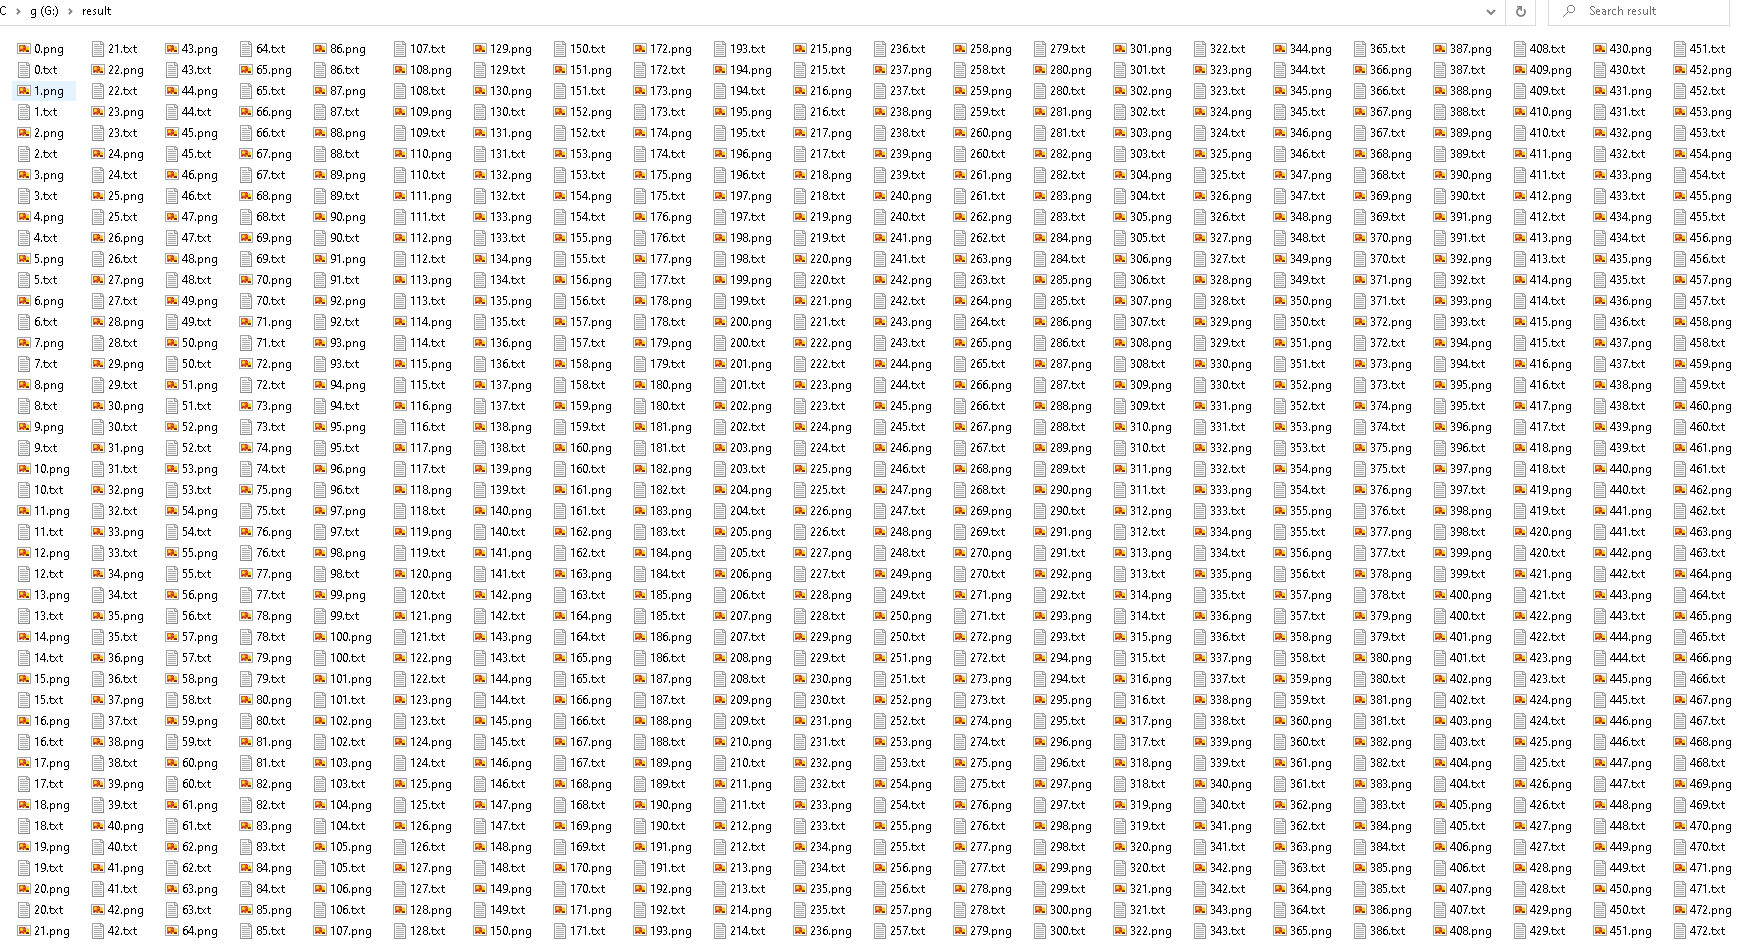 C › g (G:) › result Search result
0.png 21.txt 43.png 64.txt 86.png 107.txt 129.png 150.txt 172.png 193.txt 215.png 236.txt 258.png 279.txt 301.png 322.txt 344.png 365.txt 387.png 408.txt 430.png 451.txt
0.txt 22.png 43.txt 65.png 86.txt 108.png 129.txt 151.png 172.txt 194.png 215.txt 237.png 258.txt 280.png 301.txt 323.png 344.txt 366.png 387.txt 409.png 430.txt 452.png
1.png 22.txt 44.png 65.txt 87.png 108.txt 130.png 151.txt 173.png 194.txt 216.png 237.txt 259.png 280.txt 302.png 323.txt 345.png 366.txt 388.png 409.txt 431.png 452.txt
1.txt 23.png 44.txt 66.png 87.txt 109.png 130.txt 152.png 173.txt 195.png 216.txt 238.png 259.txt 281.png 302.txt 324.png 345.txt 367.png 388.txt 410.png 431.txt 453.png
2.png 23.txt 45.png 66.txt 88.png 109.txt 131.png 152.txt 174.png 195.txt 217.png 238.txt 260.png 281.txt 303.png 324.txt 346.png 367.txt 389.png 410.txt 432.png 453.txt
2.txt 24.png 45.txt 67.png 88.txt 110.png 131.txt 153.png 174.txt 196.png 217.txt 239.png 260.txt 282.png 303.txt 325.png 346.txt 368.png 389.txt 411.png 432.txt 454.png
3.png 24.txt 46.png 67.txt 89.png 110.txt 132.png 153.txt 175.png 196.txt 218.png 239.txt 261.png 282.txt 304.png 325.txt 347.png 368.txt 390.png 411.txt 433.png 454.txt
3.txt 25.png 46.txt 68.png 89.txt 111.png 132.txt 154.png 175.txt 197.png 218.txt 240.png 261.txt 283.png 304.txt 326.png 347.txt 369.png 390.txt 412.png 433.txt 455.png
4.png 25.txt 47.png 68.txt 90.png 111.txt 133.png 154.txt 176.png 197.txt 219.png 240.txt 262.png 283.txt 305.png 326.txt 348.png 369.txt 391.png 412.txt 434.png 455.txt
4.txt 26.png 47.txt 69.png 90.txt 112.png 133.txt 155.png 176.txt 198.png 219.txt 241.png 262.txt 284.png 305.txt 327.png 348.txt 370.png 391.txt 413.png 434.txt 456.png
5.png 26.txt 48.png 69.txt 91.png 112.txt 134.png 155.txt 177.png 198.txt 220.png 241.txt 263.png 284.txt 306.png 327.txt 349.png 370.txt 392.png 413.txt 435.png 456.txt
5.txt 27.png 48.txt 70.png 91.txt 113.png 134.txt 156.png 177.txt 199.png 220.txt 242.png 263.txt 285.png 306.txt 328.png 349.txt 371.png 392.txt 414.png 435.txt 457.png
6.png 27.txt 49.png 70.txt 92.png 113.txt 135.png 156.txt 178.png 199.txt 221.png 242.txt 264.png 285.txt 307.png 328.txt 350.png 371.txt 393.png 414.txt 436.png 457.txt
6.txt 28.png 49.txt 71.png 92.txt 114.png 135.txt 157.png 178.txt 200.png 221.txt 243.png 264.txt 286.png 307.txt 329.png 350.txt 372.png 393.txt 415.png 436.txt 458.png
7.png 28.txt 50.png 71.txt 93.png 114.txt 136.png 157.txt 179.png 200.txt 222.png 243.txt 265.png 286.txt 308.png 329.txt 351.png 372.txt 394.png 415.txt 437.png 458.txt
7.txt 29.png 50.txt 72.png 93.txt 115.png 136.txt 158.png 179.txt 201.png 222.txt 244.png 265.txt 287.png 308.txt 330.png 351.txt 373.png 394.txt 416.png 437.txt 459.png
8.png 29.txt 51.png 72.txt 94.png 115.txt 137.png 158.txt 180.png 201.txt 223.png 244.txt 266.png 287.txt 309.png 330.txt 352.png 373.txt 395.png 416.txt 438.png 459.txt
8.txt 30.png 51.txt 73.png 94.txt 116.png 137.txt 159.png 180.txt 202.png 223.txt 245.png 266.txt 288.png 309.txt 331.png 352.txt 374.png 395.txt 417.png 438.txt 460.png
9.png 30.txt 52.png 73.txt 95.png 116.txt 138.png 159.txt 181.png 202.txt 224.png 245.txt 267.png 288.txt 310.png 331.txt 353.png 374.txt 396.png 417.txt 439.png 460.txt
9.txt 31.png 52.txt 74.png 95.txt 117.png 138.txt 160.png 181.txt 203.png 224.txt 246.png 267.txt 289.png 310.txt 332.png 353.txt 375.png 396.txt 418.png 439.txt 461.png
10.png 31.txt 53.png 74.txt 96.png 117.txt 139.png 160.txt 182.png 203.txt 225.png 246.txt 268.png 289.txt 311.png 332.txt 354.png 375.txt 397.png 418.txt 440.png 461.txt
10.txt 32.png 53.txt 75.png 96.txt 118.png 139.txt 161.png 182.txt 204.png 225.txt 247.png 268.txt 290.png 311.txt 333.png 354.txt 376.png 397.txt 419.png 440.txt 462.png
11.png 32.txt 54.png 75.txt 97.png 118.txt 140.png 161.txt 183.png 204.txt 226.png 247.txt 269.png 290.txt 312.png 333.txt 355.png 376.txt 398.png 419.txt 441.png 462.txt
11.txt 33.png 54.txt 76.png 97.txt 119.png 140.txt 162.png 183.txt 205.png 226.txt 248.png 269.txt 291.png 312.txt 334.png 355.txt 377.png 398.txt 420.png 441.txt 463.png
12.png 33.txt 55.png 76.txt 98.png 119.txt 141.png 162.txt 184.png 205.txt 227.png 248.txt 270.png 291.txt 313.png 334.txt 356.png 377.txt 399.png 420.txt 442.png 463.txt
12.txt 34.png 55.txt 77.png 98.txt 120.png 141.txt 163.png 184.txt 206.png 227.txt 249.png 270.txt 292.png 313.txt 335.png 356.txt 378.png 399.txt 421.png 442.txt 464.png
13.png 34.txt 56.png 77.txt 99.png 120.txt 142.png 163.txt 185.png 206.txt 228.png 249.txt 271.png 292.txt 314.png 335.txt 357.png 378.txt 400.png 421.txt 443.png 464.txt
13.txt 35.png 56.txt 78.png 99.txt 121.png 142.txt 164.png 185.txt 207.png 228.txt 250.png 271.txt 293.png 314.txt 336.png 357.txt 379.png 400.txt 422.png 443.txt 465.png
14.png 35.txt 57.png 78.txt 100.png 121.txt 143.png 164.txt 186.png 207.txt 229.png 250.txt 272.png 293.txt 315.png 336.txt 358.png 379.txt 401.png 422.txt 444.png 465.txt
14.txt 36.png 57.txt 79.png 100.txt 122.png 143.txt 165.png 186.txt 208.png 229.txt 251.png 272.txt 294.png 315.txt 337.png 358.txt 380.png 401.txt 423.png 444.txt 466.png
15.png 36.txt 58.png 79.txt 101.png 122.txt 144.png 165.txt 187.png 208.txt 230.png 251.txt 273.png 294.txt 316.png 337.txt 359.png 380.txt 402.png 423.txt 445.png 466.txt
15.txt 37.png 58.txt 80.png 101.txt 123.png 144.txt 166.png 187.txt 209.png 230.txt 252.png 273.txt 295.png 316.txt 338.png 359.txt 381.png 402.txt 424.png 445.txt 467.png
16.png 37.txt 59.png 80.txt 102.png 123.txt 145.png 166.txt 188.png 209.txt 231.png 252.txt 274.png 295.txt 317.png 338.txt 360.png 381.txt 403.png 424.txt 446.png 467.txt
16.txt 38.png 59.txt 81.png 102.txt 124.png 145.txt 167.png 188.txt 210.png 231.txt 253.png 274.txt 296.png 317.txt 339.png 360.txt 382.png 403.txt 425.png 446.txt 468.png
17.png 38.txt 60.png 81.txt 103.png 124.txt 146.png 167.txt 189.png 210.txt 232.png 253.txt 275.png 296.txt 318.png 339.txt 361.png 382.txt 404.png 425.txt 447.png 468.txt
17.txt 39.png 60.txt 82.png 103.txt 125.png 146.txt 168.png 189.txt 211.png 232.txt 254.png 275.txt 297.png 318.txt 340.png 361.txt 383.png 404.txt 426.png 447.txt 469.png
18.png 39.txt 61.png 82.txt 104.png 125.txt 147.png 168.txt 190.png 211.txt 233.png 254.txt 276.png 297.txt 319.png 340.txt 362.png 383.txt 405.png 426.txt 448.png 469.txt
18.txt 40.png 61.txt 83.png 104.txt 126.png 147.txt 169.png 190.txt 212.png 233.txt 255.png 276.txt 298.png 319.txt 341.png 362.txt 384.png 405.txt 427.png 448.txt 470.png
19.png 40.txt 62.png 83.txt 105.png 126.txt 148.png 169.txt 191.png 212.txt 234.png 255.txt 277.png 298.txt 320.png 341.txt 363.png 384.txt 406.png 427.txt 449.png 470.txt
19.txt 41.png 62.txt 84.png 105.txt 127.png 148.txt 170.png 191.txt 213.png 234.txt 256.png 277.txt 299.png 320.txt 342.png 363.txt 385.png 406.txt 428.png 449.txt 471.png
20.png 41.txt 63.png 84.txt 106.png 127.txt 149.png 170.txt 192.png 213.txt 235.png 256.txt 278.png 299.txt 321.png 342.txt 364.png 385.txt 407.png 428.txt 450.png 471.txt
20.txt 42.png 63.txt 85.png 106.txt 128.png 149.txt 171.png 192.txt 214.png 235.txt 257.png 278.txt 300.png 321.txt 343.png 364.txt 386.png 407.txt 429.png 450.txt 472.png
21.png 42.txt 64.png 85.txt 107.png 128.txt 150.png 171.txt 193.png 214.txt 236.png 257.txt 279.png 300.txt 322.png 343.txt 365.png 386.txt 408.png 429.txt 451.png 472.txt